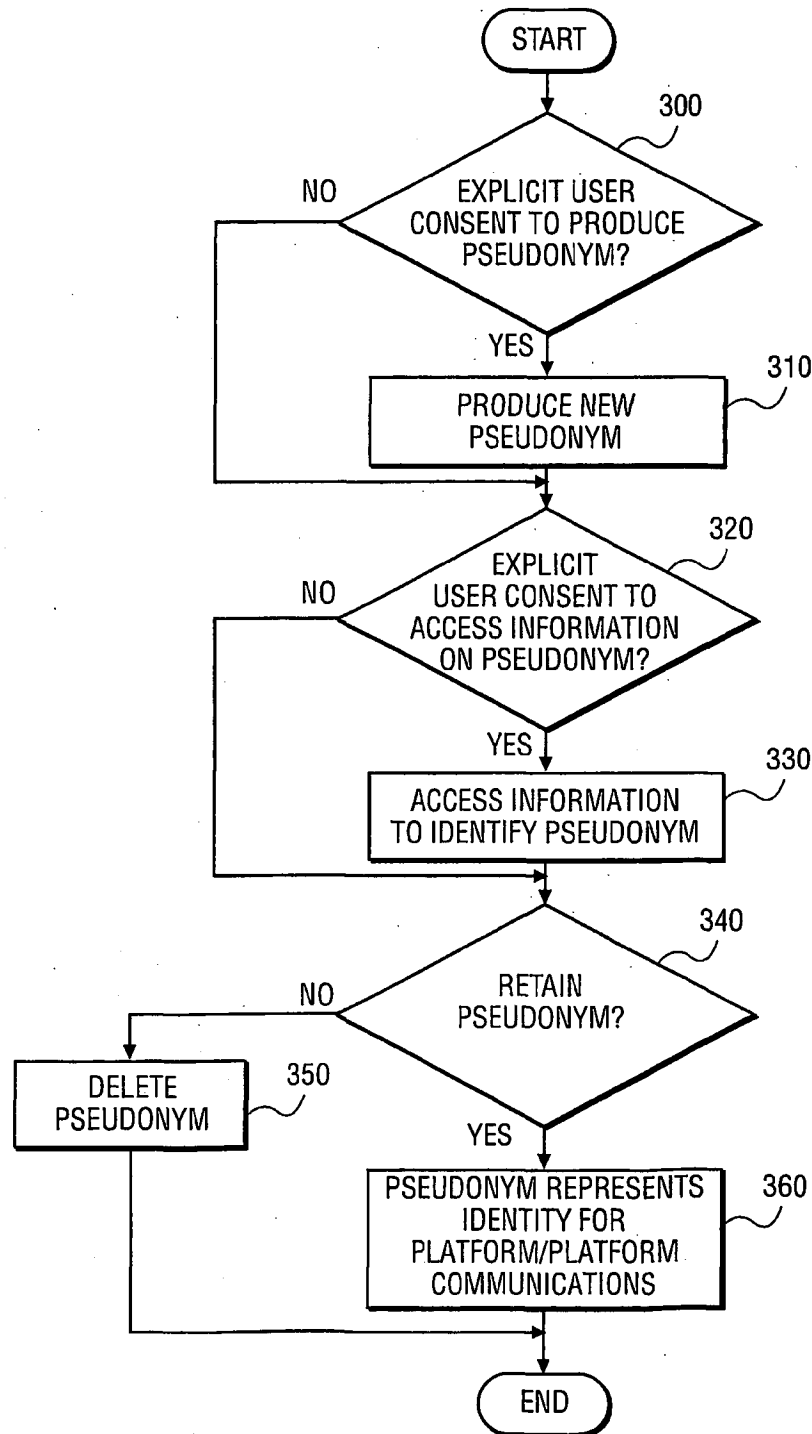 START
300
NO
EXPLICIT USER
CONSENT TO PRODUCE
PSEUDONYM?
YES
310
PRODUCE NEW
PSEUDONYM
320
NO
EXPLICIT
USER CONSENT TO
ACCESS INFORMATION
ON PSEUDONYM?
YES
330
ACCESS INFORMATION
TO IDENTIFY PSEUDONYM
340
NO
RETAIN
PSEUDONYM?
DELETE
PSEUDONYM
350
YES
PSEUDONYM REPRESENTS
IDENTITY FOR
PLATFORM/PLATFORM
COMMUNICATIONS
360
END